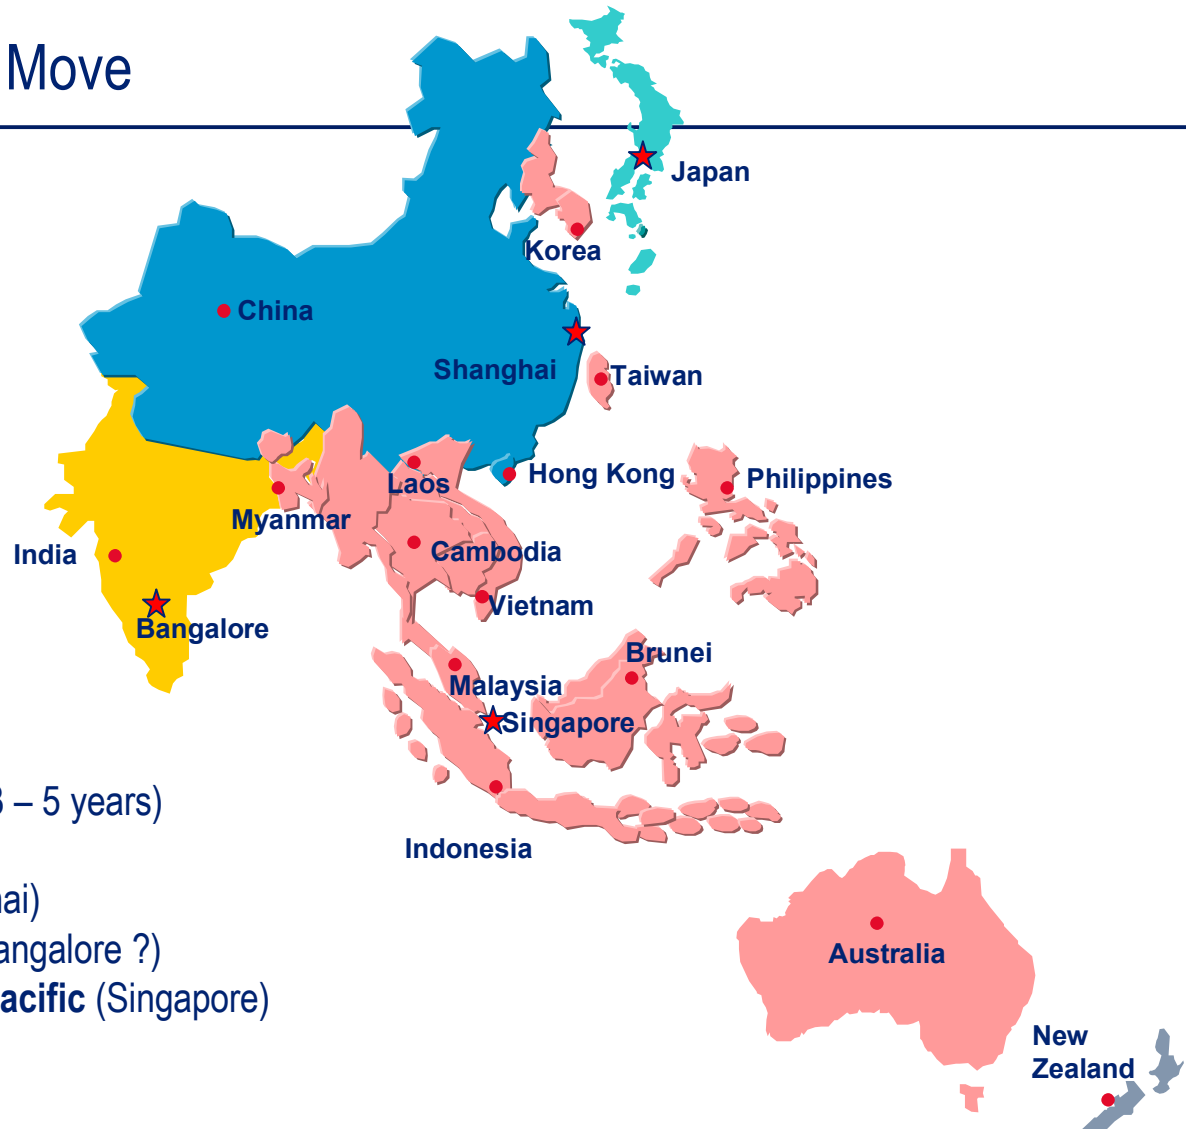 Move
Japan
Korea
China
Shanghai
Taiwan
Laos
Hong Kong
Philippines
Myanmar
India
Cambodia
Vietnam
Bangalore
Brunei
Malaysia
Singapore
– 5 years)
Indonesia
ai)
angalore ?)
Australia
acific (Singapore)
New
Zealand